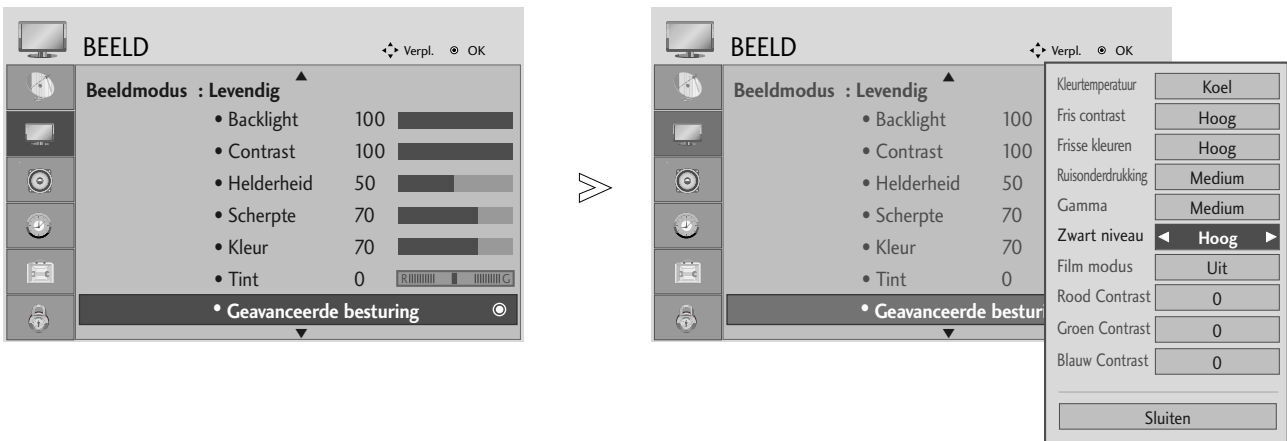 BEELD
Verpl. OK
Beeldmodus : Levendig
• Backlight 100
• Contrast 100
• Helderheid 50
• Scherpte 70
• Kleur 70
• Tint 0 R G
• Geavanceerde besturing
BEELD
Verpl. OK
Beeldmodus : Levendig
• Backlight 100
• Contrast 100
• Helderheid 50
• Scherpte 70
• Kleur 70
• Tint 0
• Geavanceerde bestur
Kleurtemperatuur Koel
Fris contrast Hoog
Frisse kleuren Hoog
Ruisonderdrukking Medium
Gamma Medium
Zwart niveau Hoog
Film modus Uit
Rood Contrast 0
Groen Contrast 0
Blauw Contrast 0
Sluiten